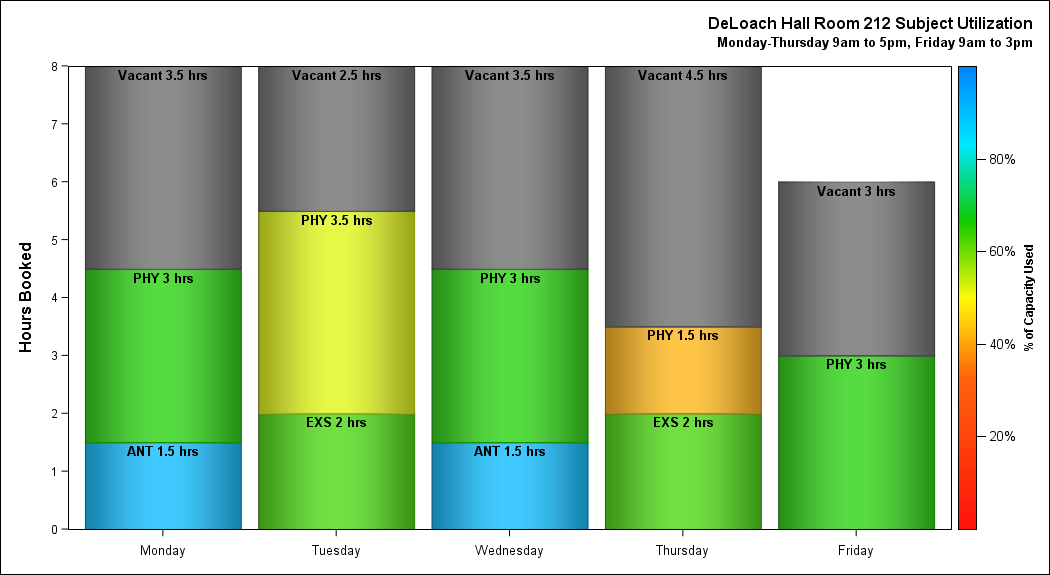 DeLoach Hall Room 212 Subject Utilization
Monday-Thursday 9am to 5pm, Friday 9am to 3pm
Hours Booked
8
7
6
5
4
3
2
1
0
Vacant 3.5 hrs
PHY 3 hrs
ANT 1.5 hrs
Vacant 2.5 hrs
PHY 3.5 hrs
EXS 2 hrs
Vacant 3.5 hrs
PHY 3 hrs
ANT 1.5 hrs
Vacant 4.5 hrs
PHY 1.5 hrs
EXS 2 hrs
Vacant 3 hrs
PHY 3 hrs
Monday
Tuesday
Wednesday
Thursday
Friday
80%
60%
40%
20%
% of Capacity Used